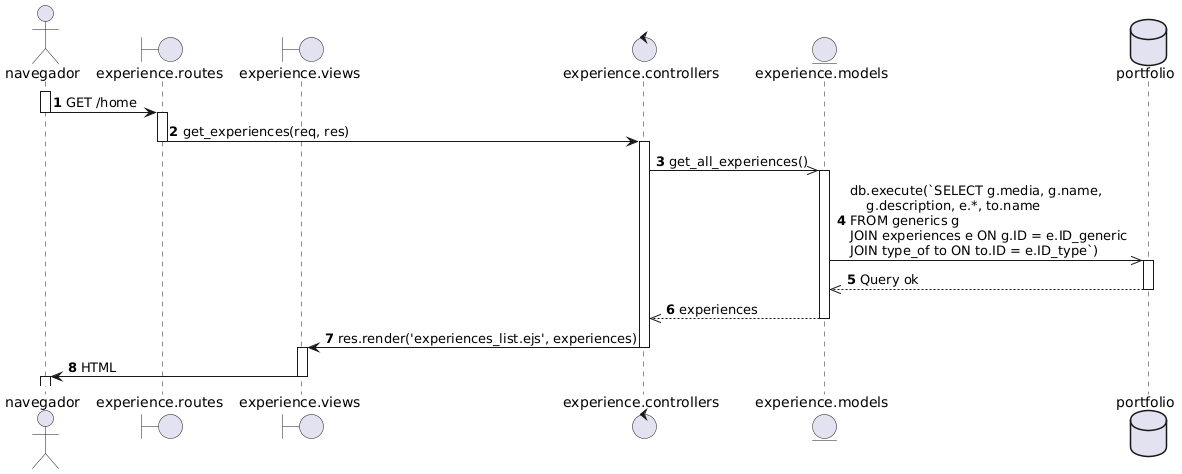 navegador
experience.routes
experience.views
experience.controllers
experience.models
portfolio
1 GET /home
2 get_experiences(req, res)
3 get_all_experiences()
db.execute(`SELECT g.media, g.name,
g.description, e.*, to.name
4 FROM generics g
JOIN experiences e ON g.ID = e.ID_generic
JOIN type_of to ON to.ID = e.ID_type`)
5 Query ok
6 experiences
7 res.render('experiences_list.ejs', experiences)
8 HTML
navegador
experience.routes
experience.views
experience.controllers
experience.models
portfolio